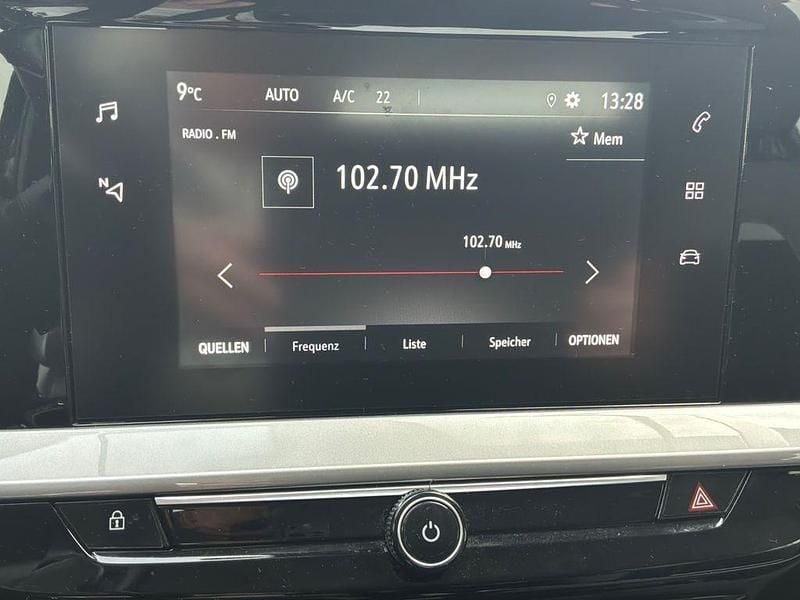 9°C AUTO A/C 22 13:28
RADIO . FM
Mem
102.70 MHz
N
102.70 MHz
QUELLEN Frequenz Liste Speicher OPTIONEN